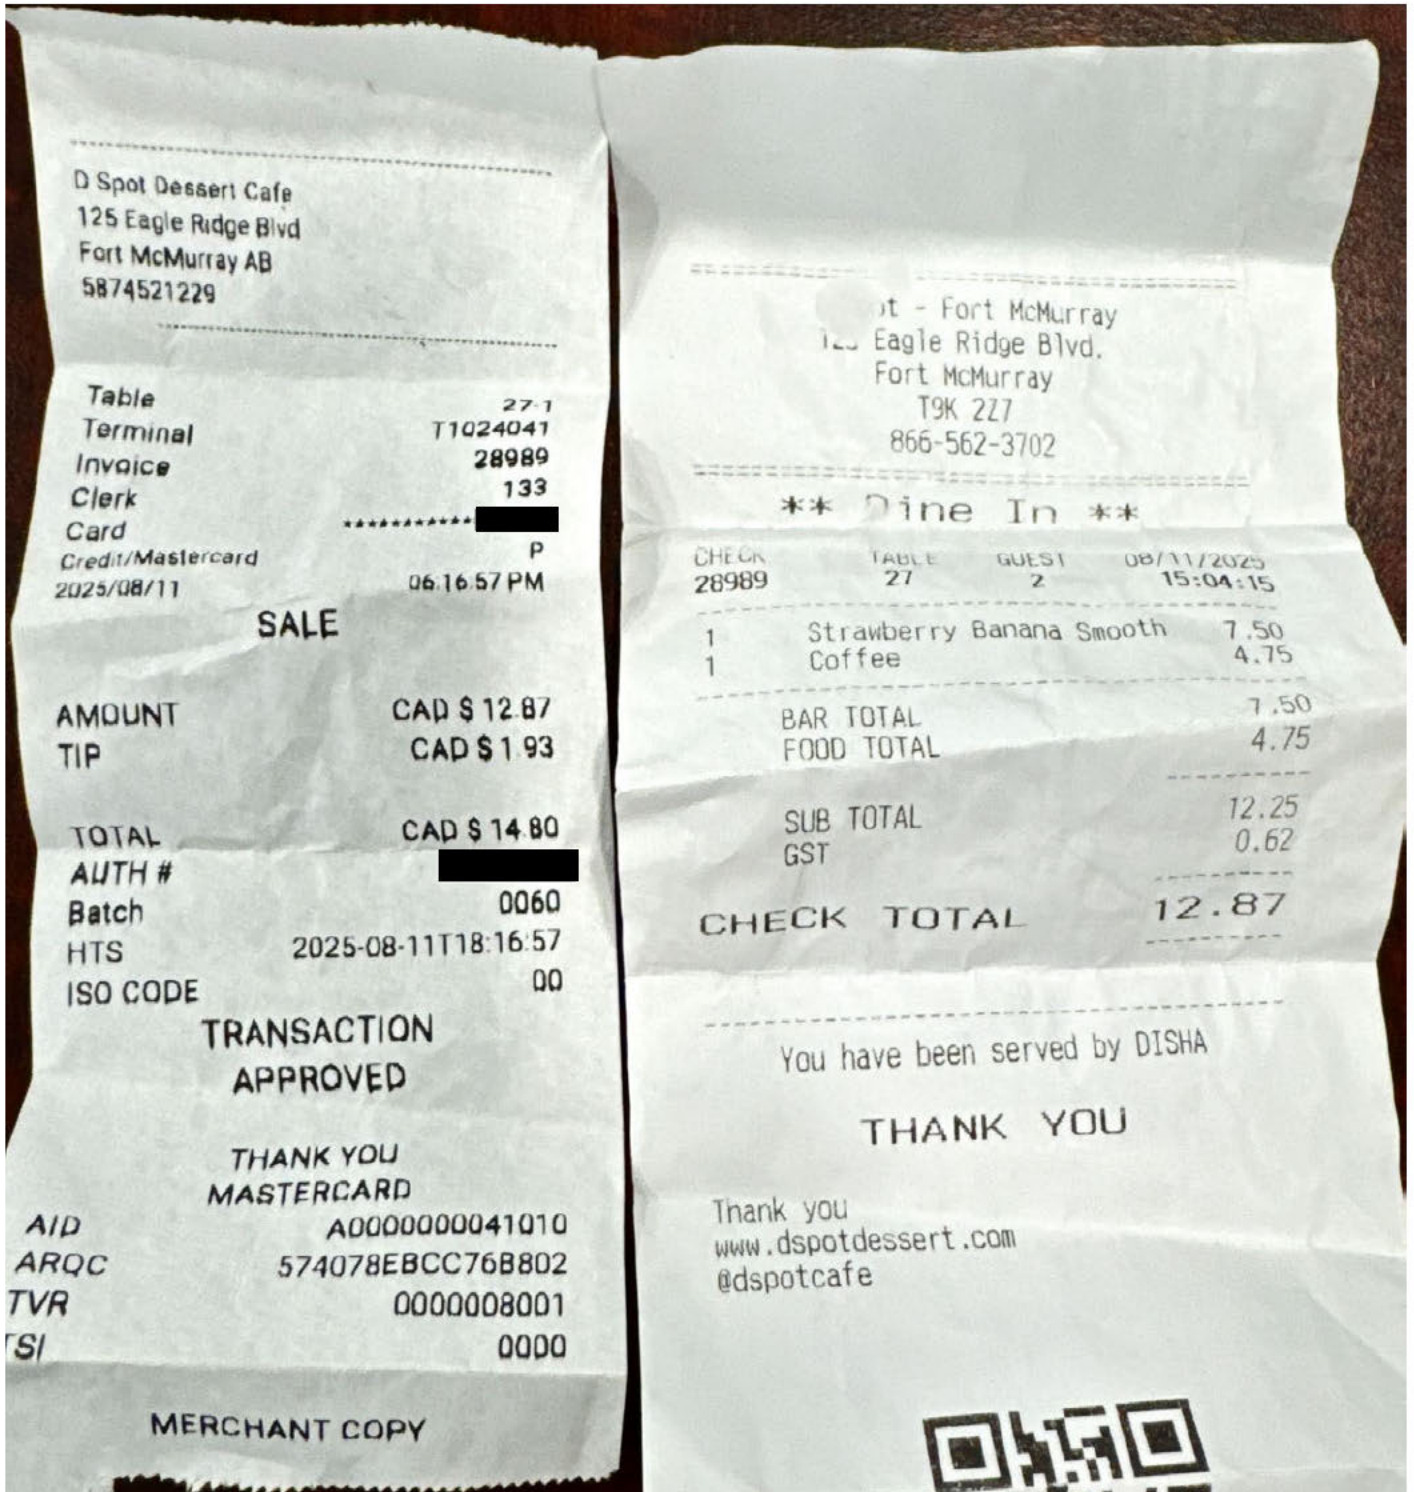 D Spot Dessert Cafe
125 Eagle Ridge Blvd
Fort McMurray AB
5874521229
Table 27-1
Terminal T1024041
Invoice 28989
Clerk 133
Card ***********
Credit/Mastercard P
2025/08/11 06:16:57 PM
SALE
AMOUNT CAD $ 12.87
TIP CAD $ 1.93
TOTAL CAD $ 14.80
AUTH #
Batch 0060
HTS 2025-08-11T18:16:57
ISO CODE 00
TRANSACTION
APPROVED
THANK YOU
MASTERCARD
AID A0000000041010
ARQC 574078EBCC76B802
TVR 0000008001
TSI 0000
MERCHANT COPY
- Fort McMurray
Eagle Ridge Blvd.
Fort McMurray
T9K 2Z7
866-562-3702
** Dine In **
CHECK TABLE GUEST 08/11/2025
28989 27 2 15:04:15
1 Strawberry Banana Smooth 7.50
1 Coffee 4.75
BAR TOTAL 7.50
FOOD TOTAL 4.75
SUB TOTAL 12.25
GST 0.62
CHECK TOTAL 12.87
You have been served by DISHA
THANK YOU
Thank you
www.dspotdessert.com
@dspotcafe